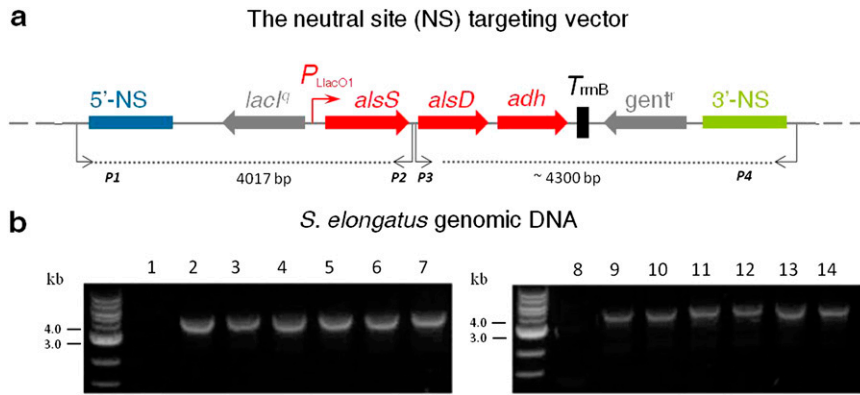 a The neutral site (NS) targeting vector
5'-NS lacI^q P_LlacO1 alsS alsD adh T_rrnB gent^r 3'-NS
P1 4017 bp P2 P3 ~ 4300 bp P4
b S. elongatus genomic DNA
kb 1 2 3 4 5 6 7 kb 8 9 10 11 12 13 14
4.0 4.0
3.0 3.0